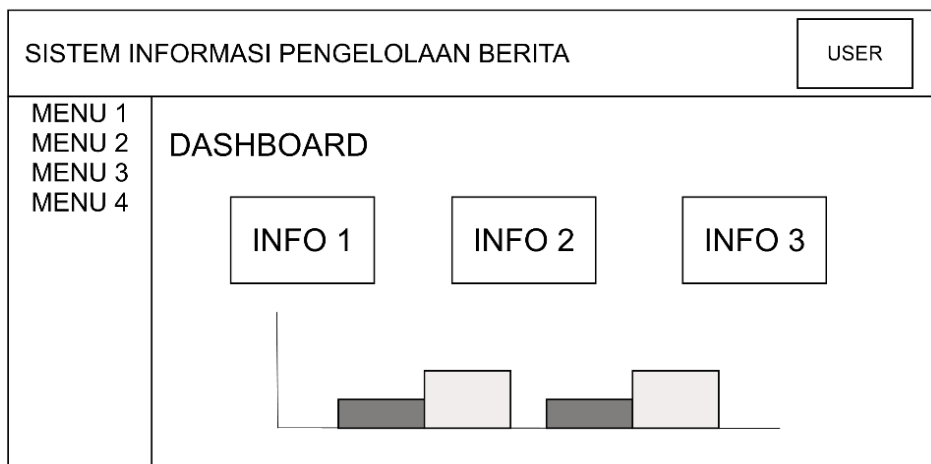 SISTEM INFORMASI PENGELOLAAN BERITA
USER
MENU 1
MENU 2
MENU 3
MENU 4
DASHBOARD
INFO 1
INFO 2
INFO 3